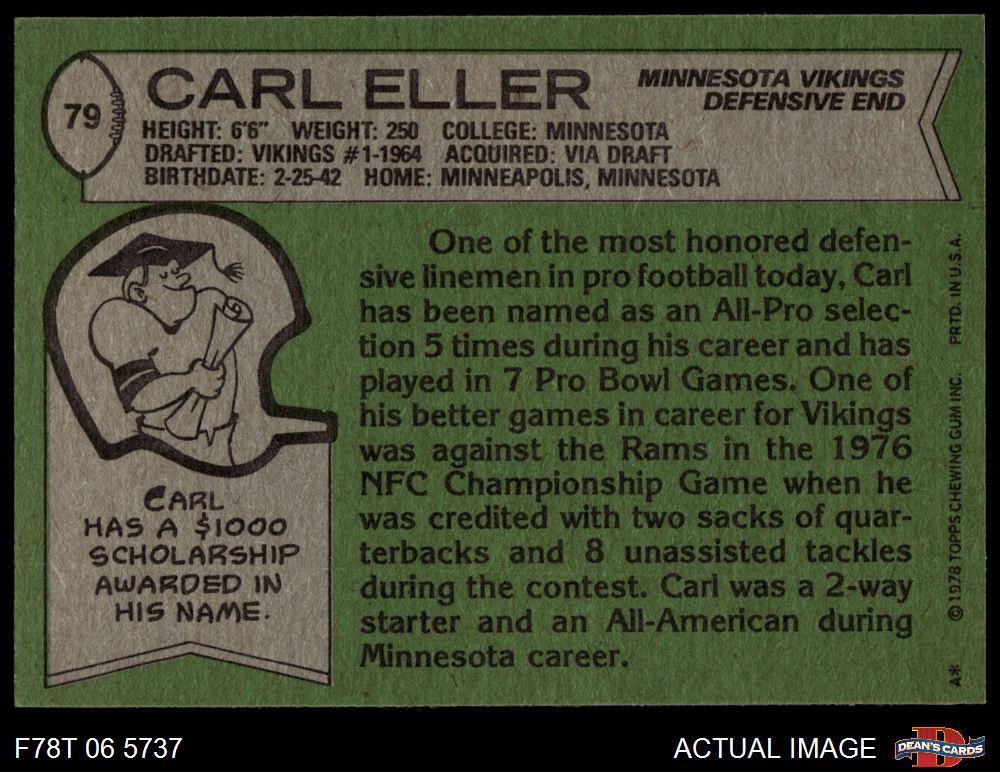 79
CARL ELLER
MINNESOTA VIKINGS
DEFENSIVE END
HEIGHT: 6'6" WEIGHT: 250 COLLEGE: MINNESOTA
DRAFTED: VIKINGS #1-1964 ACQUIRED: VIA DRAFT
BIRTHDATE: 2-25-42 HOME: MINNEAPOLIS, MINNESOTA
CARL
HAS A $1000
SCHOLARSHIP
AWARDED IN
HIS NAME.
One of the most honored defen-
sive linemen in pro football today, Carl
has been named as an All-Pro selec-
tion 5 times during his career and has
played in 7 Pro Bowl Games. One of
his better games in career for Vikings
was against the Rams in the 1976
NFC Championship Game when he
was credited with two sacks of quar-
terbacks and 8 unassisted tackles
during the contest. Carl was a 2-way
starter and an All-American during
Minnesota career.
A* © 1978 TOPPS CHEWING GUM INC. PRTD. IN U.S.A.
F78T 06 5737
ACTUAL IMAGE
D
DEAN'S CARDS